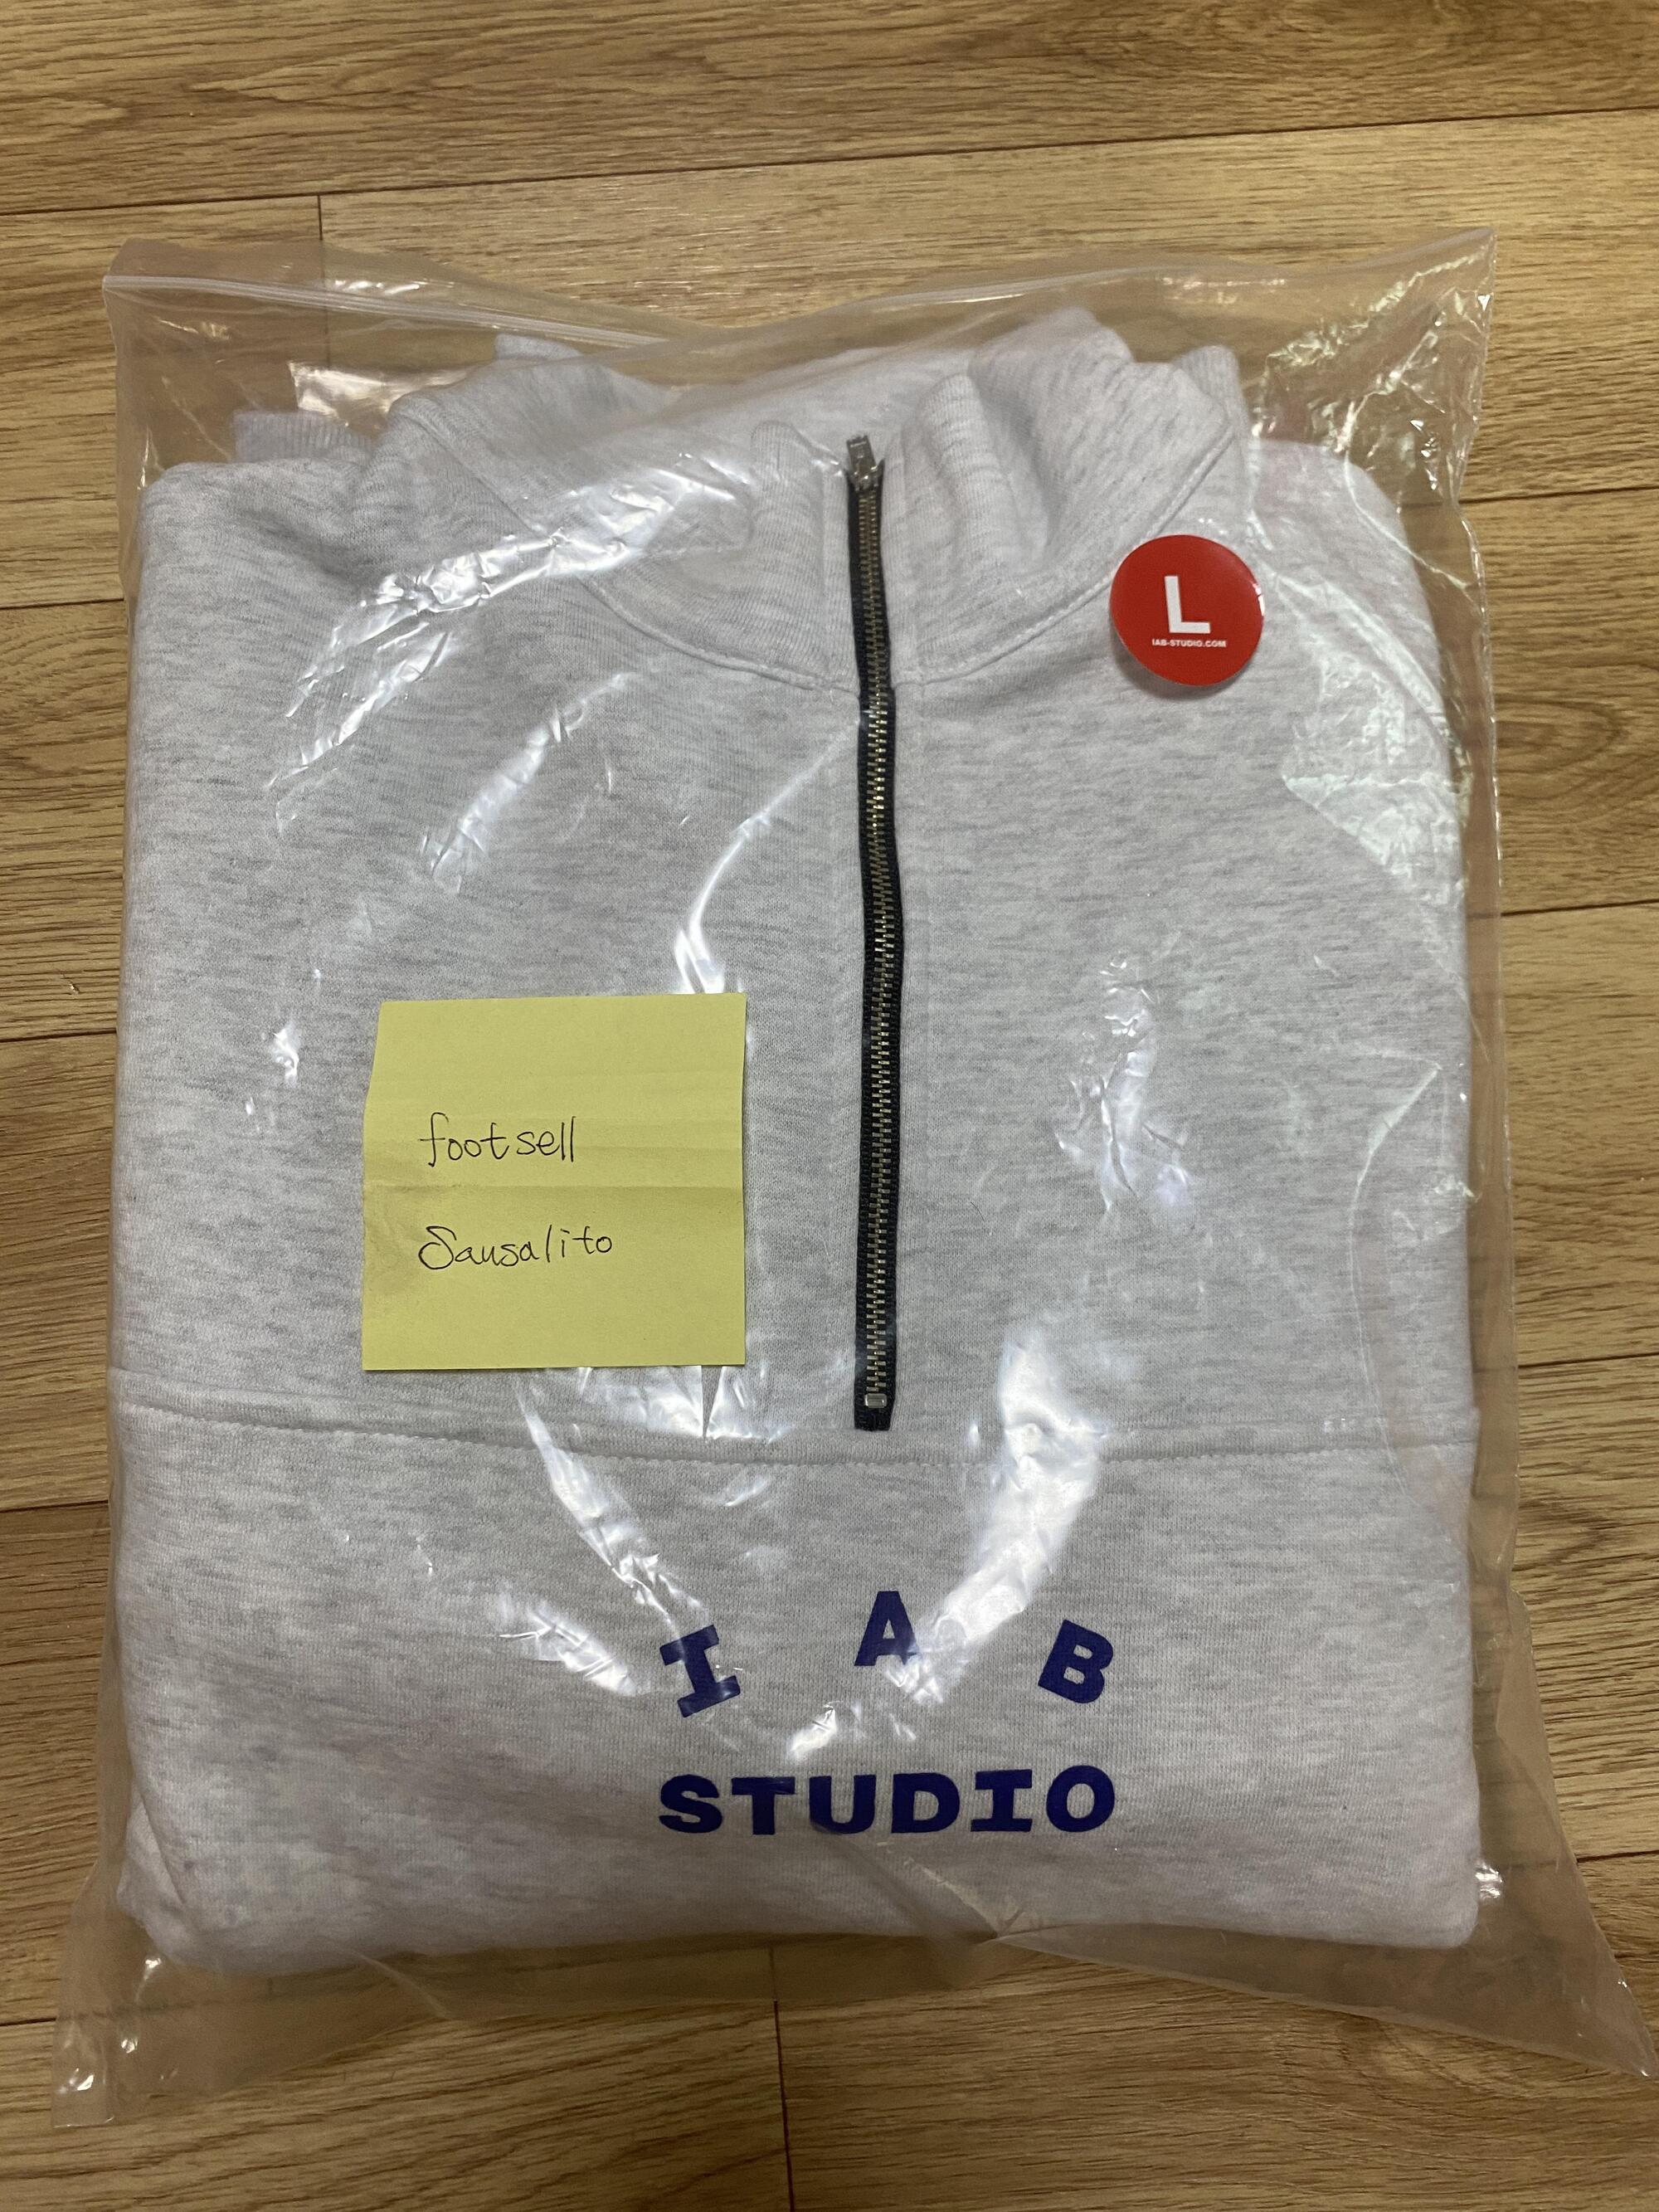 L
IAB-STUDIO.COM
footsell
Sausalito
I A B
STUDIO